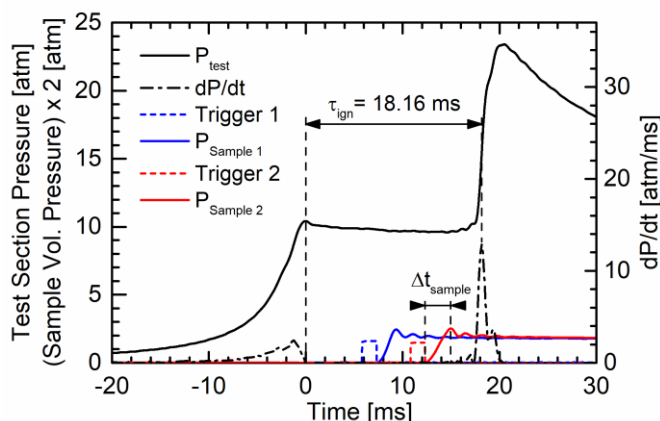 Test Section Pressure [atm]
(Sample Vol. Pressure) x 2 [atm]
25
20
15
10
5
0
P_test
dP/dt
Trigger 1
P_Sample 1
Trigger 2
P_Sample 2
τ_ign = 18.16 ms
Δt_sample
30
20
10
0
dP/dt [atm/ms]
-20
-10
0
10
20
30
Time [ms]